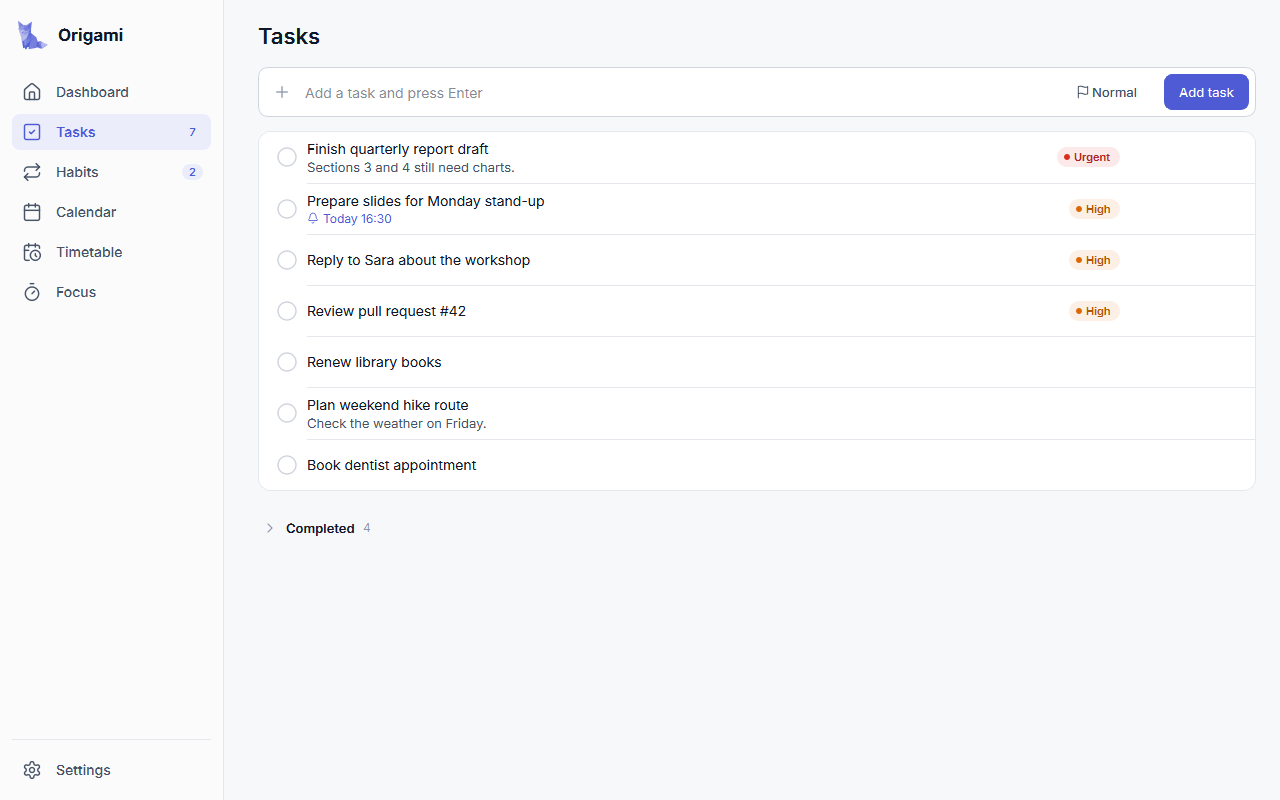 Origami
Dashboard
Tasks 7
Habits 2
Calendar
Timetable
Focus
Settings
Tasks
Add a task and press Enter
Normal
Add task
Finish quarterly report draft
Sections 3 and 4 still need charts.
Urgent
Prepare slides for Monday stand-up
Today 16:30
High
Reply to Sara about the workshop
High
Review pull request #42
High
Renew library books
Plan weekend hike route
Check the weather on Friday.
Book dentist appointment
Completed 4